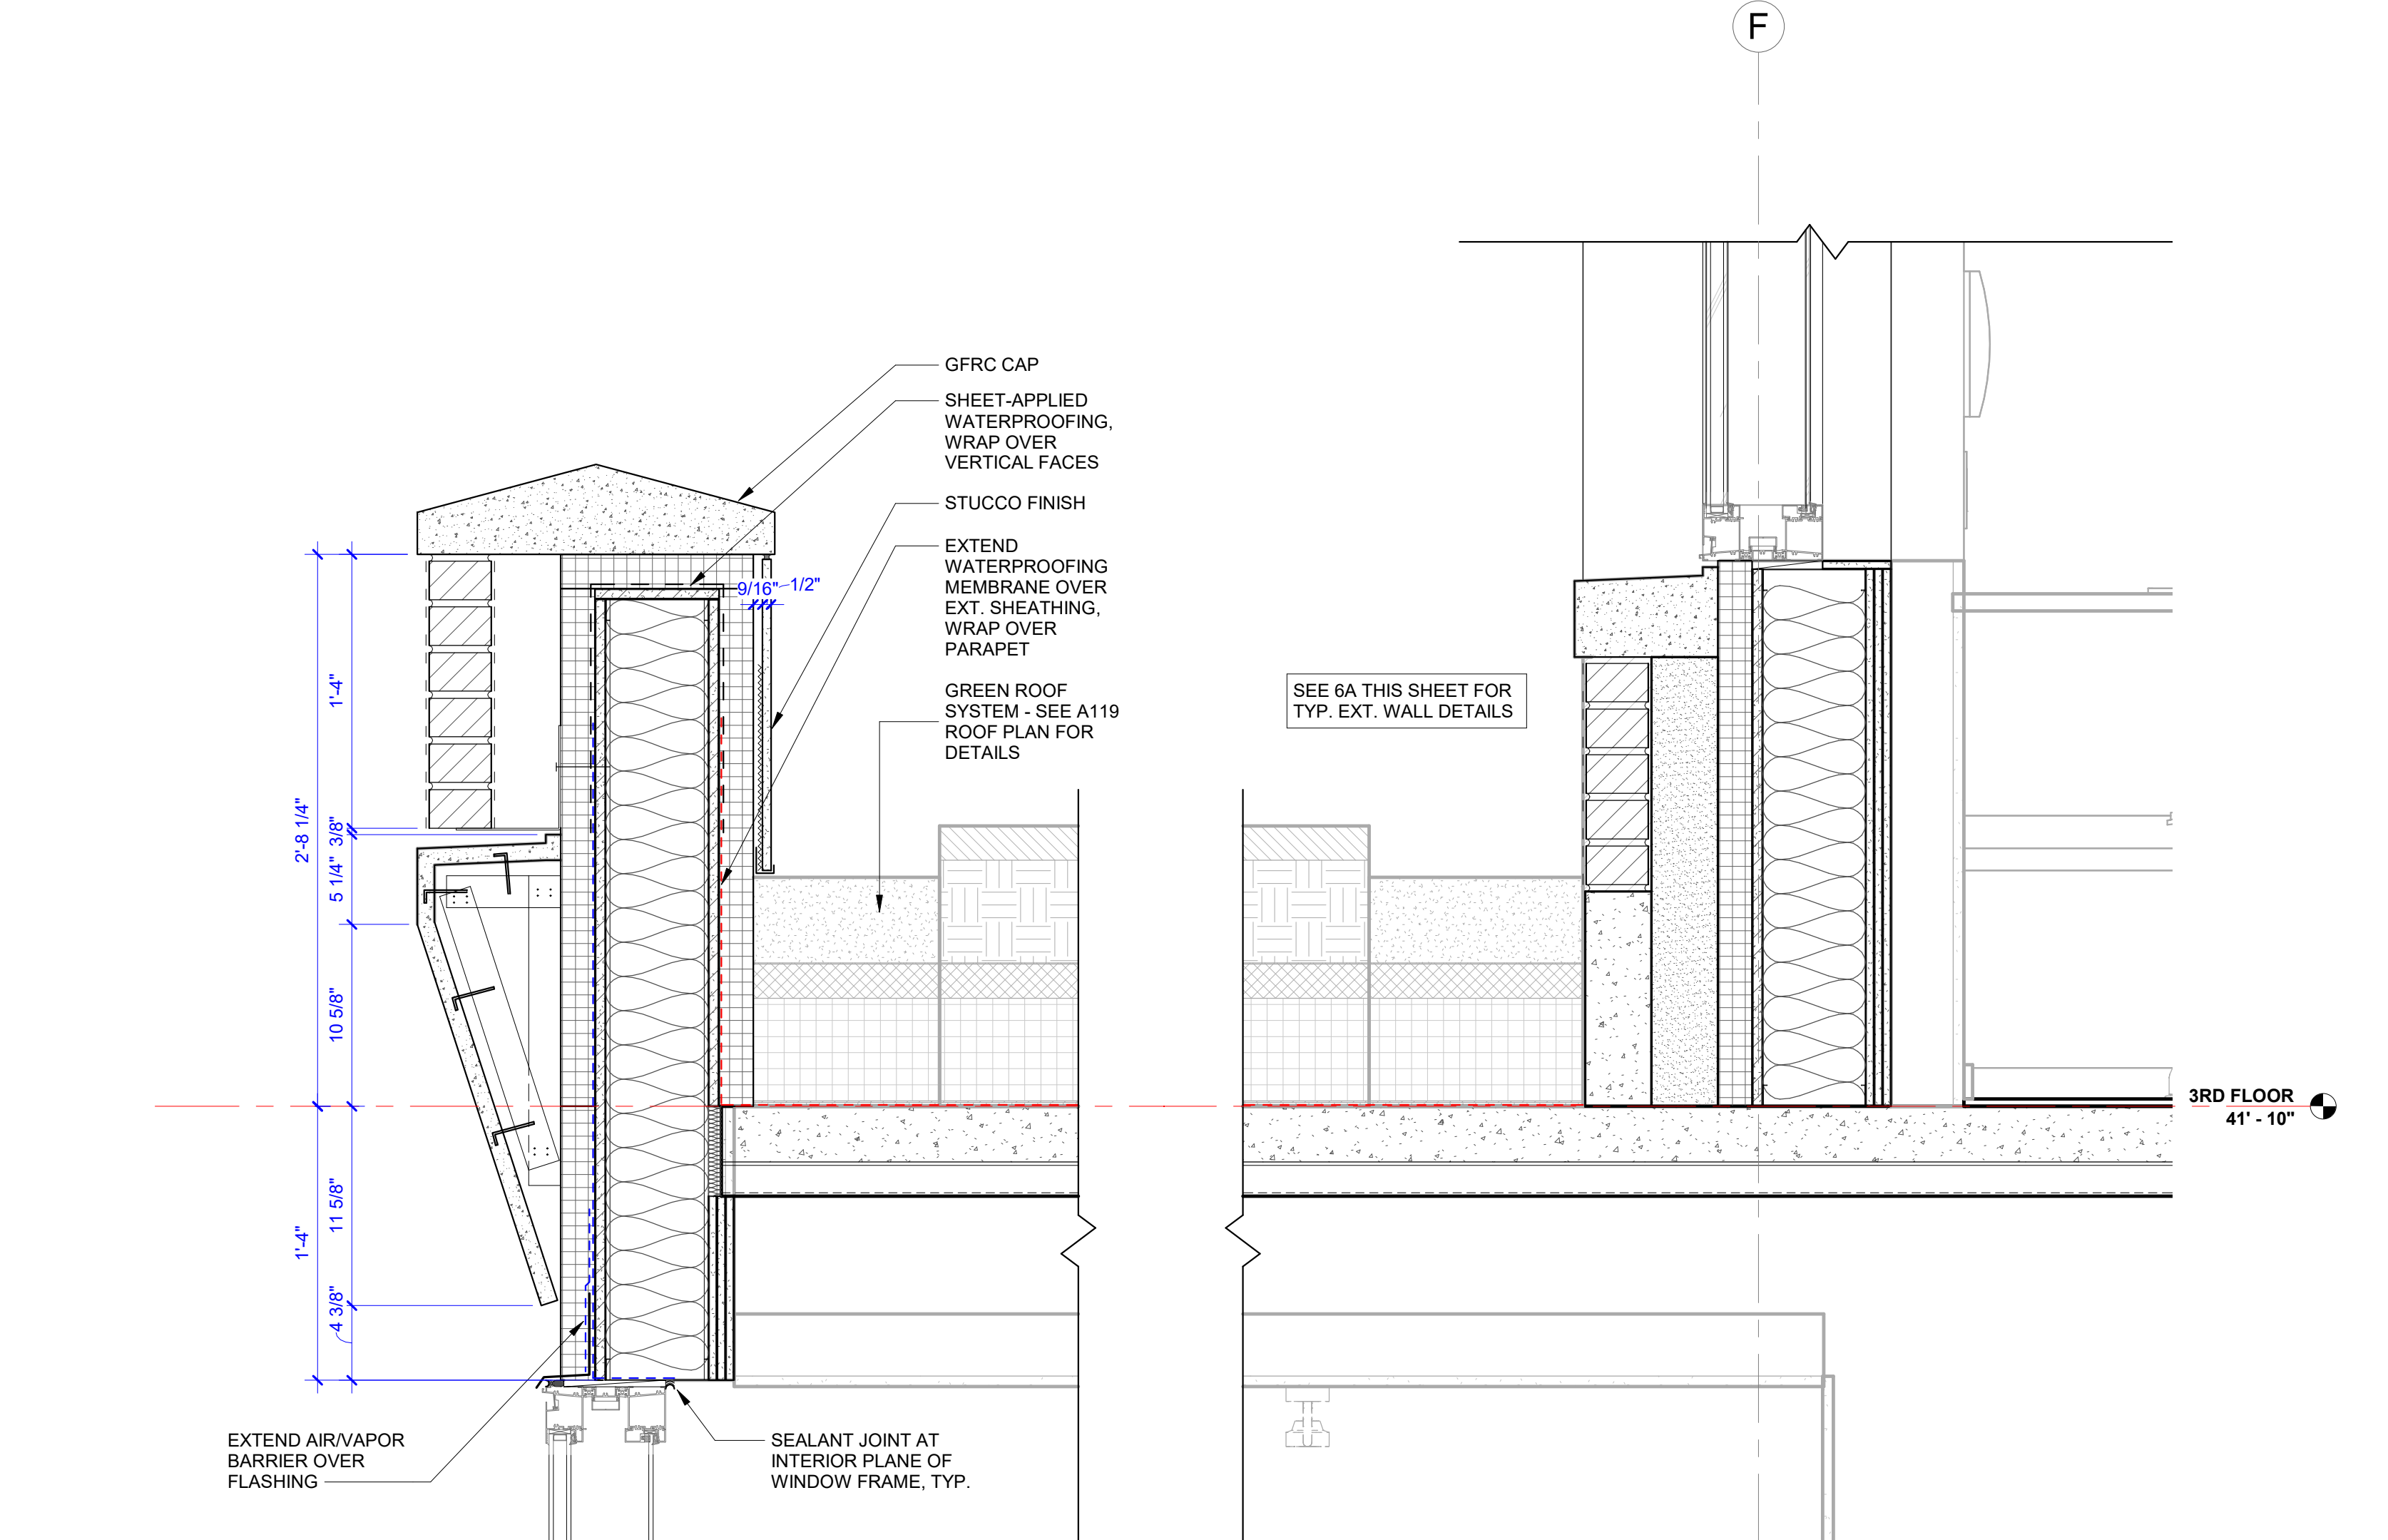 F
GFRC CAP
SHEET-APPLIED
WATERPROOFING,
WRAP OVER
VERTICAL FACES
STUCCO FINISH
EXTEND
WATERPROOFING
MEMBRANE OVER
EXT. SHEATHING,
WRAP OVER
PARAPET
GREEN ROOF
SYSTEM - SEE A119
ROOF PLAN FOR
DETAILS
9/16"
1/2"
SEE 6A THIS SHEET FOR
TYP. EXT. WALL DETAILS
1'-4"
3/8"
2'-8 1/4"
5 1/4"
10 5/8"
11 5/8"
1'-4"
4 3/8"
3RD FLOOR
41' - 10"
EXTEND AIR/VAPOR
BARRIER OVER
FLASHING
SEALANT JOINT AT
INTERIOR PLANE OF
WINDOW FRAME, TYP.